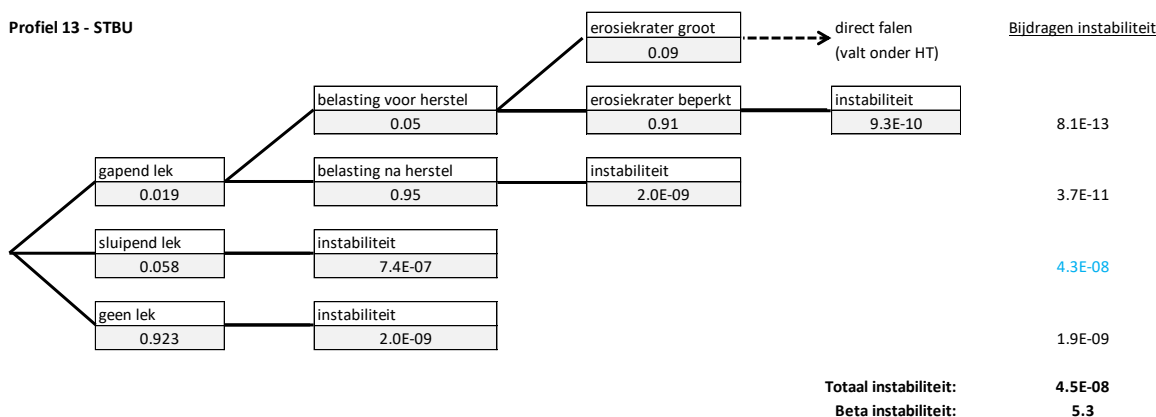 Profiel 13 - STBU
erosiekrater groot
0.09
direct falen
(valt onder HT)
Bijdragen instabiliteit
belasting voor herstel
0.05
erosiekrater beperkt
0.91
instabiliteit
9.3E-10
8.1E-13
gapend lek
0.019
belasting na herstel
0.95
instabiliteit
2.0E-09
3.7E-11
sluipend lek
0.058
instabiliteit
7.4E-07
4.3E-08
geen lek
0.923
instabiliteit
2.0E-09
1.9E-09
Totaal instabiliteit: 4.5E-08
Beta instabiliteit: 5.3